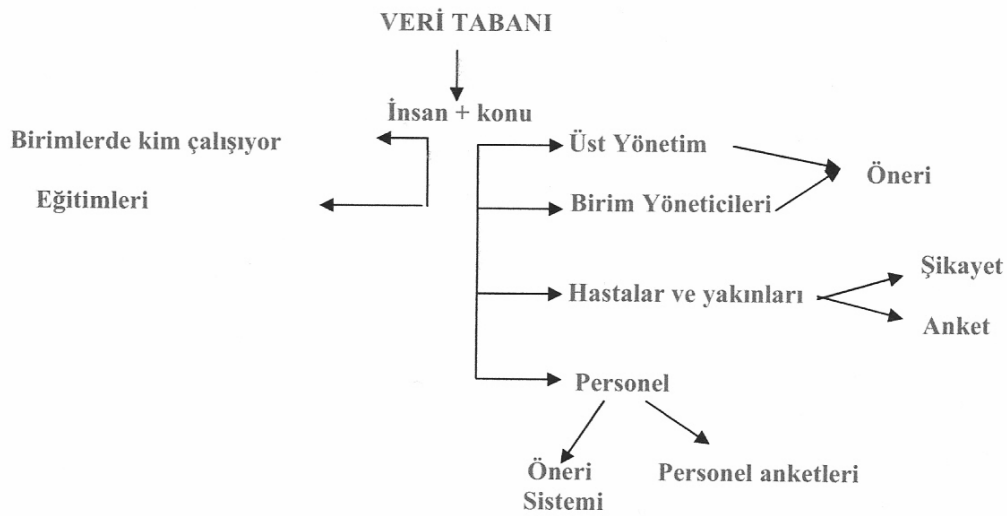 VERİ TABANI
İnsan + konu
Birimlerde kim çalışıyor
Eğitimleri
Üst Yönetim
Birim Yöneticileri
Öneri
Hastalar ve yakınları
Şikayet
Anket
Personel
Öneri
Sistemi
Personel anketleri